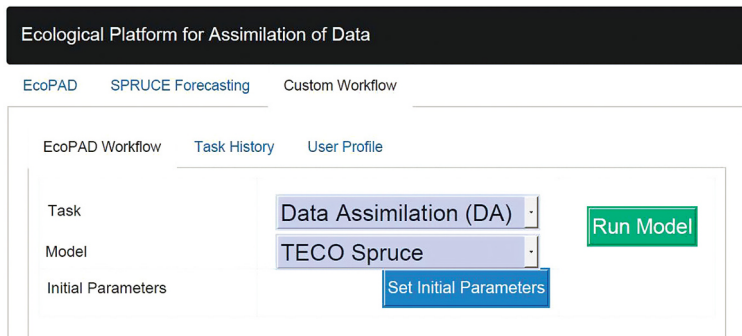 Ecological Platform for Assimilation of Data
EcoPAD SPRUCE Forecasting Custom Workflow
EcoPAD Workflow Task History User Profile
Task Data Assimilation (DA) Run Model
Model TECO Spruce
Initial Parameters Set Initial Parameters